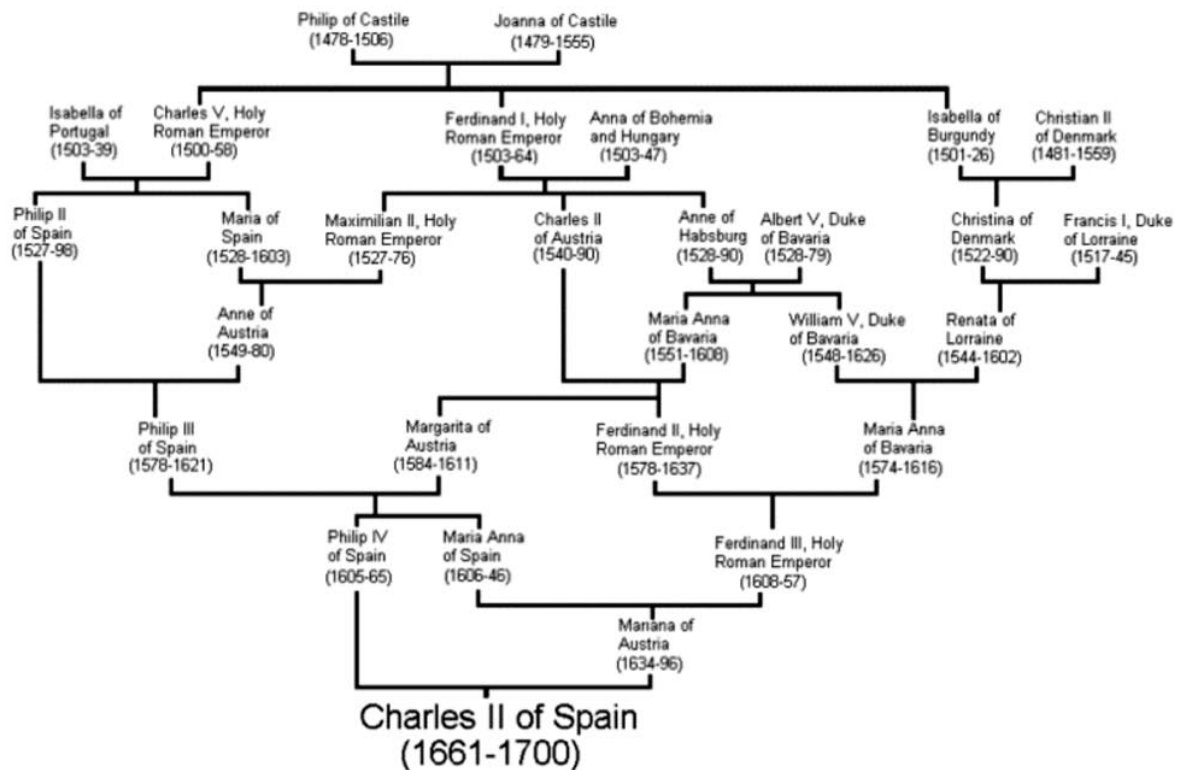 Philip of Castile
(1478-1506)
Joanna of Castile
(1479-1555)
Isabella of
Portugal
(1503-39)
Charles V, Holy
Roman Emperor
(1500-58)
Ferdinand I, Holy
Roman Emperor
(1503-64)
Anna of Bohemia
and Hungary
(1503-47)
Isabella of
Burgundy
(1501-26)
Christian II
of Denmark
(1481-1559)
Philip II
of Spain
(1527-98)
Maria of
Spain
(1528-1603)
Maximilian II, Holy
Roman Emperor
(1527-76)
Charles II
of Austria
(1540-90)
Anne of
Habsburg
(1528-90)
Albert V, Duke
of Bavaria
(1528-79)
Christina of
Denmark
(1522-90)
Francis I, Duke
of Lorraine
(1517-45)
Anne of
Austria
(1549-80)
Maria Anna
of Bavaria
(1551-1608)
William V, Duke
of Bavaria
(1548-1626)
Renata of
Lorraine
(1544-1602)
Philip III
of Spain
(1578-1621)
Margarita of
Austria
(1584-1611)
Ferdinand II, Holy
Roman Emperor
(1578-1637)
Maria Anna
of Bavaria
(1574-1616)
Philip IV
of Spain
(1605-65)
Maria Anna
of Spain
(1606-46)
Ferdinand III, Holy
Roman Emperor
(1608-57)
Mariana of
Austria
(1634-96)
Charles II of Spain
(1661-1700)